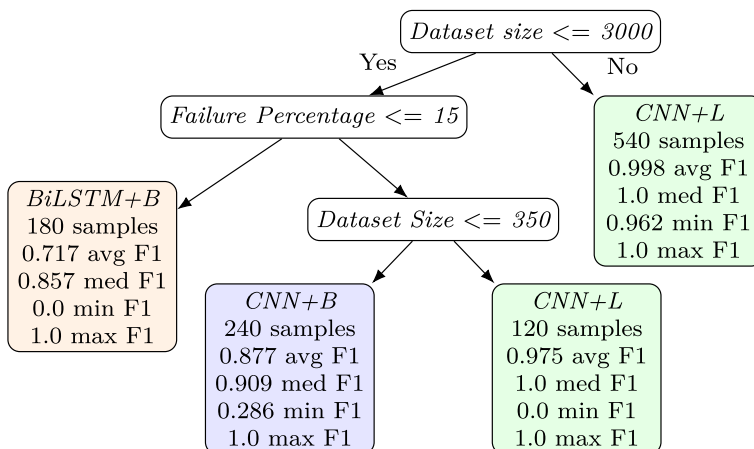 Dataset size <= 3000
Yes
No
Failure Percentage <= 15
CNN+L
540 samples
0.998 avg F1
1.0 med F1
0.962 min F1
1.0 max F1
BiLSTM+B
180 samples
0.717 avg F1
0.857 med F1
0.0 min F1
1.0 max F1
Dataset Size <= 350
CNN+B
240 samples
0.877 avg F1
0.909 med F1
0.286 min F1
1.0 max F1
CNN+L
120 samples
0.975 avg F1
1.0 med F1
0.0 min F1
1.0 max F1